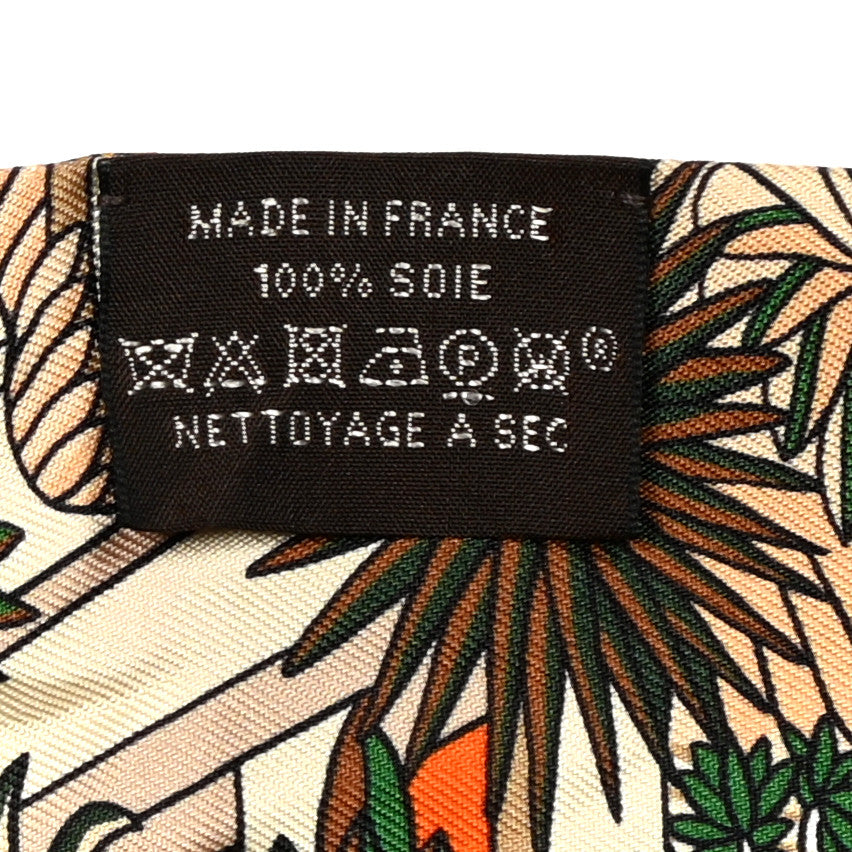 MADE IN FRANCE
100% SOIE
P W ®
NETTOYAGE A SEC